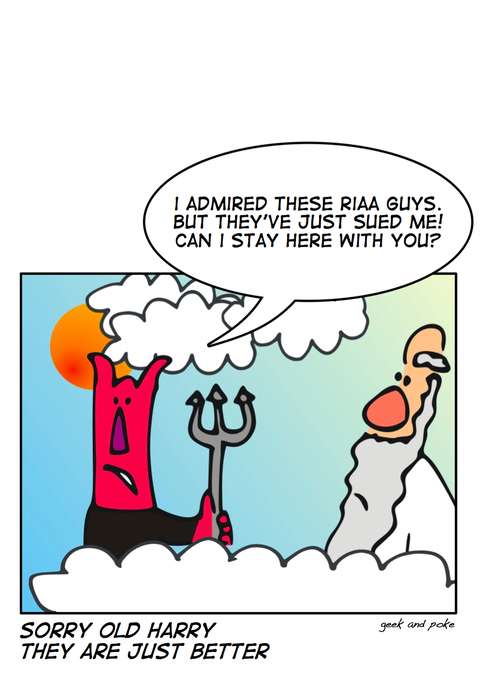 I ADMIRED THESE RIAA GUYS.
BUT THEY'VE JUST SUED ME!
CAN I STAY HERE WITH YOU?
geek and poke
SORRY OLD HARRY
THEY ARE JUST BETTER